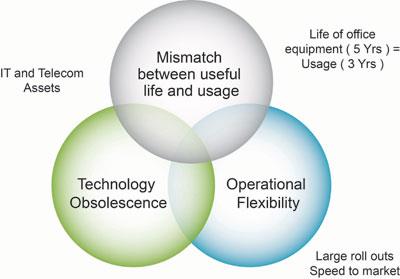 Mismatch
between useful
life and usage
Life of office
equipment ( 5 Yrs ) =
Usage ( 3 Yrs )
IT and Telecom
Assets
Technology
Obsolescence
Operational
Flexibility
Large roll outs
Speed to market